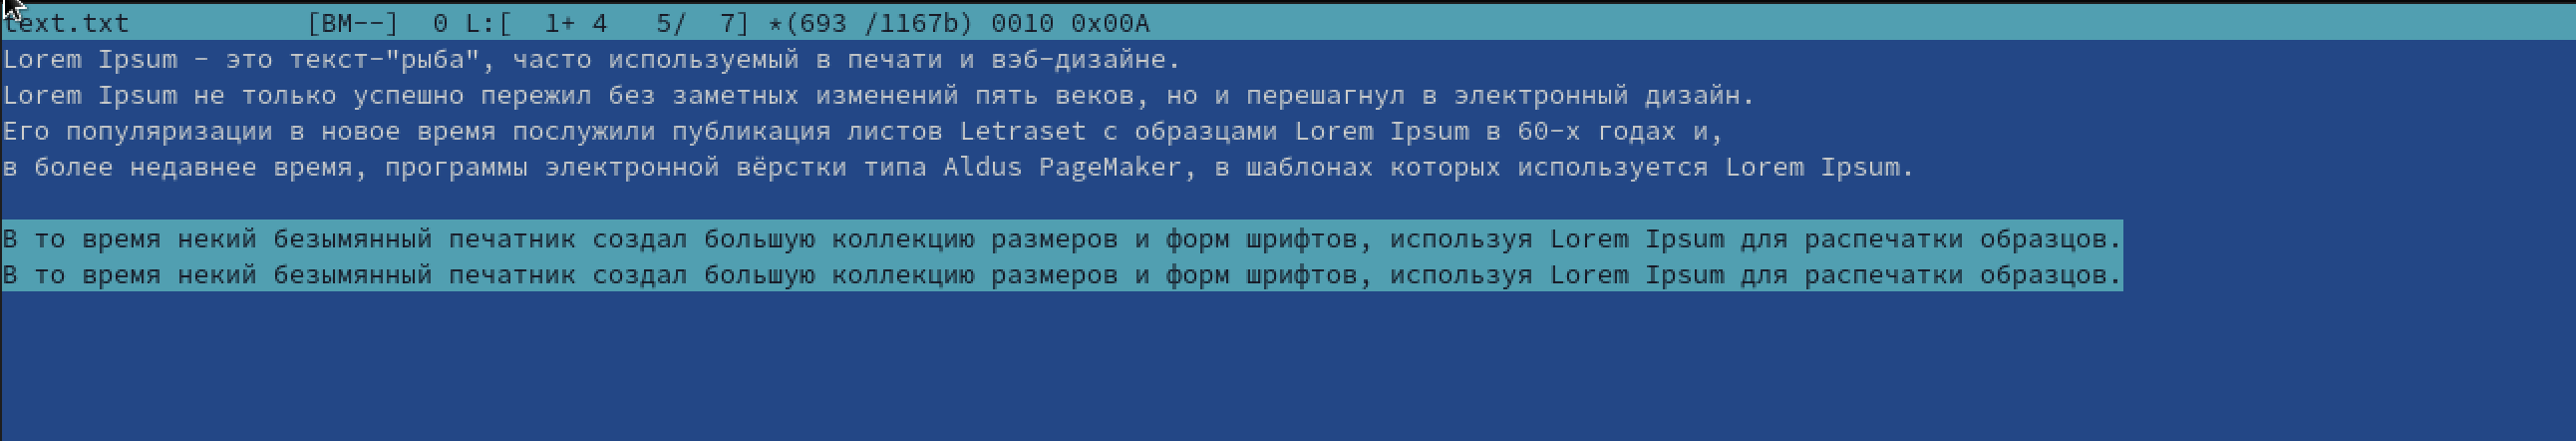 text.txt [BM--] 0 L:[ 1+ 4 5/ 7] *(693 /1167b) 0010 0x00A
Lorem Ipsum - это текст-"рыба", часто используемый в печати и вэб-дизайне.
Lorem Ipsum не только успешно пережил без заметных изменений пять веков, но и перешагнул в электронный дизайн.
Его популяризации в новое время послужили публикация листов Letraset с образцами Lorem Ipsum в 60-х годах и,
в более недавнее время, программы электронной вёрстки типа Aldus PageMaker, в шаблонах которых используется Lorem Ipsum.
В то время некий безымянный печатник создал большую коллекцию размеров и форм шрифтов, используя Lorem Ipsum для распечатки образцов.
В то время некий безымянный печатник создал большую коллекцию размеров и форм шрифтов, используя Lorem Ipsum для распечатки образцов.